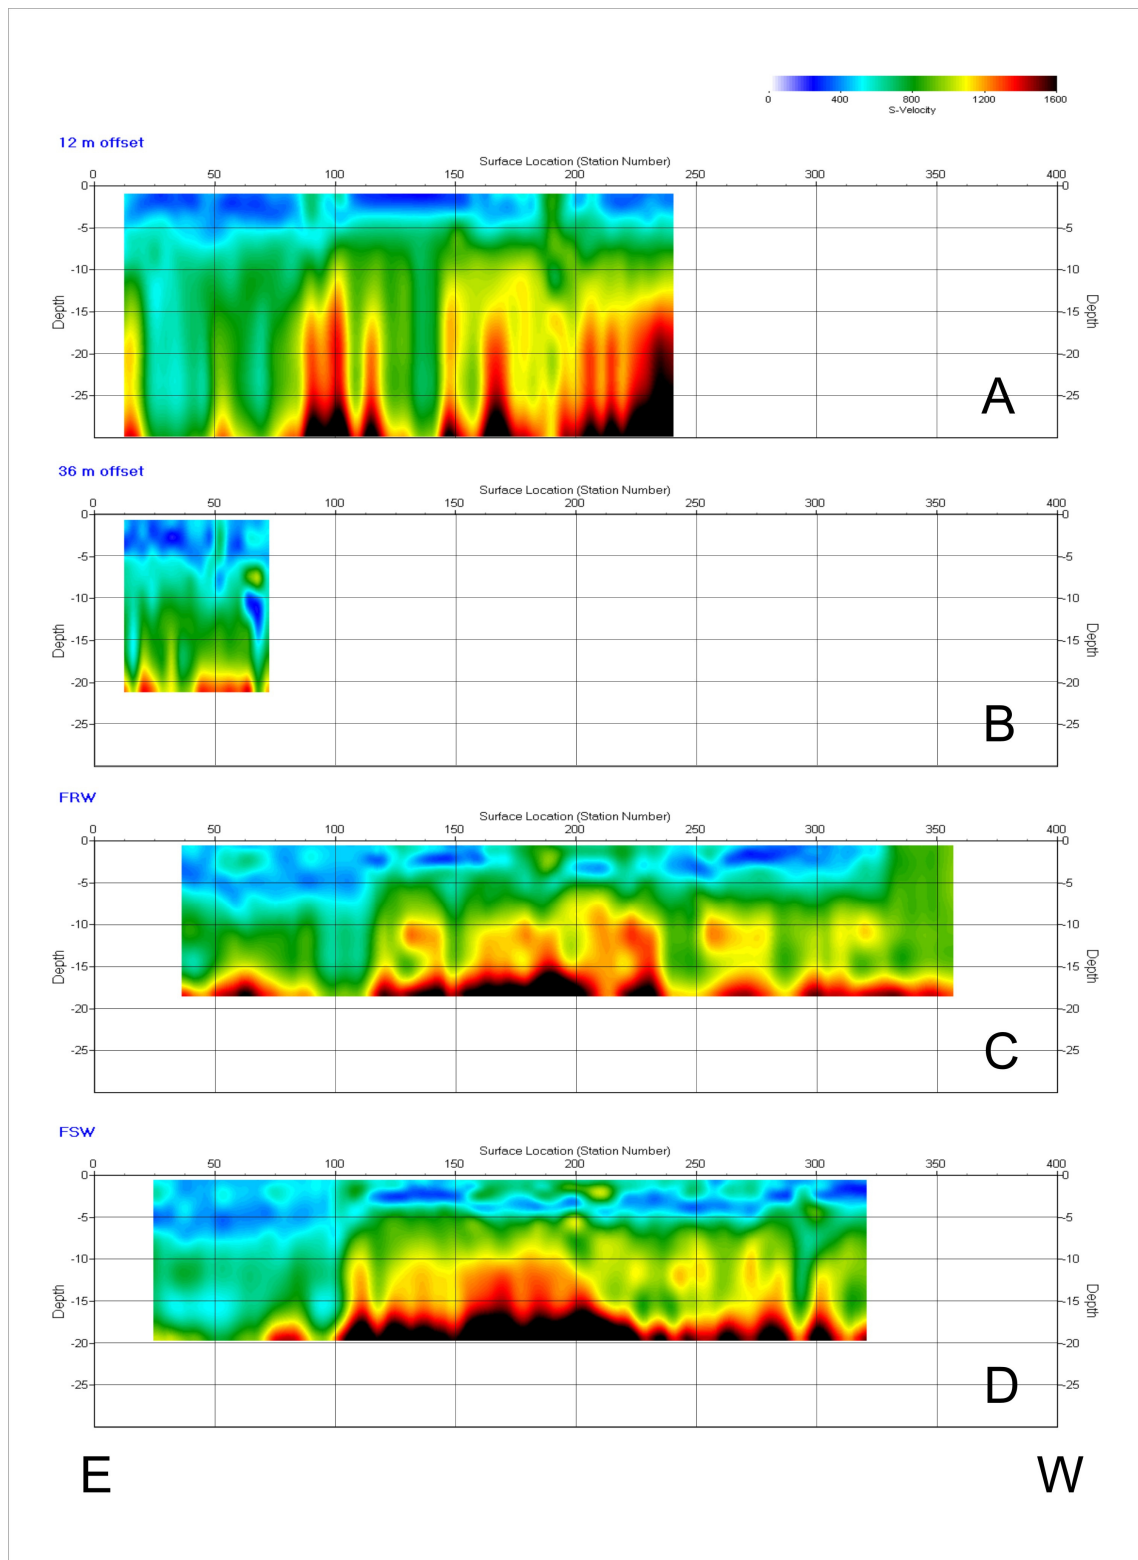 0 400 800 1200 1600
S-Velocity
12 m offset
Surface Location (Station Number)
0 50 100 150 200 250 300 350 400
0 0
-5 -5
-10 -10
Depth -15 -15 Depth
-20 -20
-25 -25
A
36 m offset
Surface Location (Station Number)
0 50 100 150 200 250 300 350 400
0 0
-5 -5
-10 -10
Depth -15 -15 Depth
-20 -20
-25 -25
B
FRW
Surface Location (Station Number)
0 50 100 150 200 250 300 350 400
0 0
-5 -5
-10 -10
Depth -15 -15 Depth
-20 -20
-25 -25
C
FSW
Surface Location (Station Number)
0 50 100 150 200 250 300 350 400
0 0
-5 -5
-10 -10
Depth -15 -15 Depth
-20 -20
-25 -25
D
E W